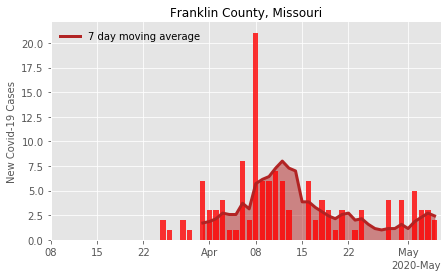 Franklin County, Missouri
7 day moving average
New Covid-19 Cases
20.0
17.5
15.0
12.5
10.0
7.5
5.0
2.5
0.0
08 15 22 Apr 08 15 22 May
2020-May